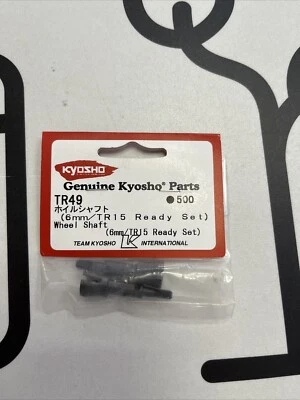 KYOSHO
Genuine Kyosho® Parts
TR49 ●500
ホイルシャフト
(6mm/TR15 Ready Set)
Wheel Shaft
(6mm/TR15 Ready Set)
TEAM KYOSHO K INTERNATIONAL